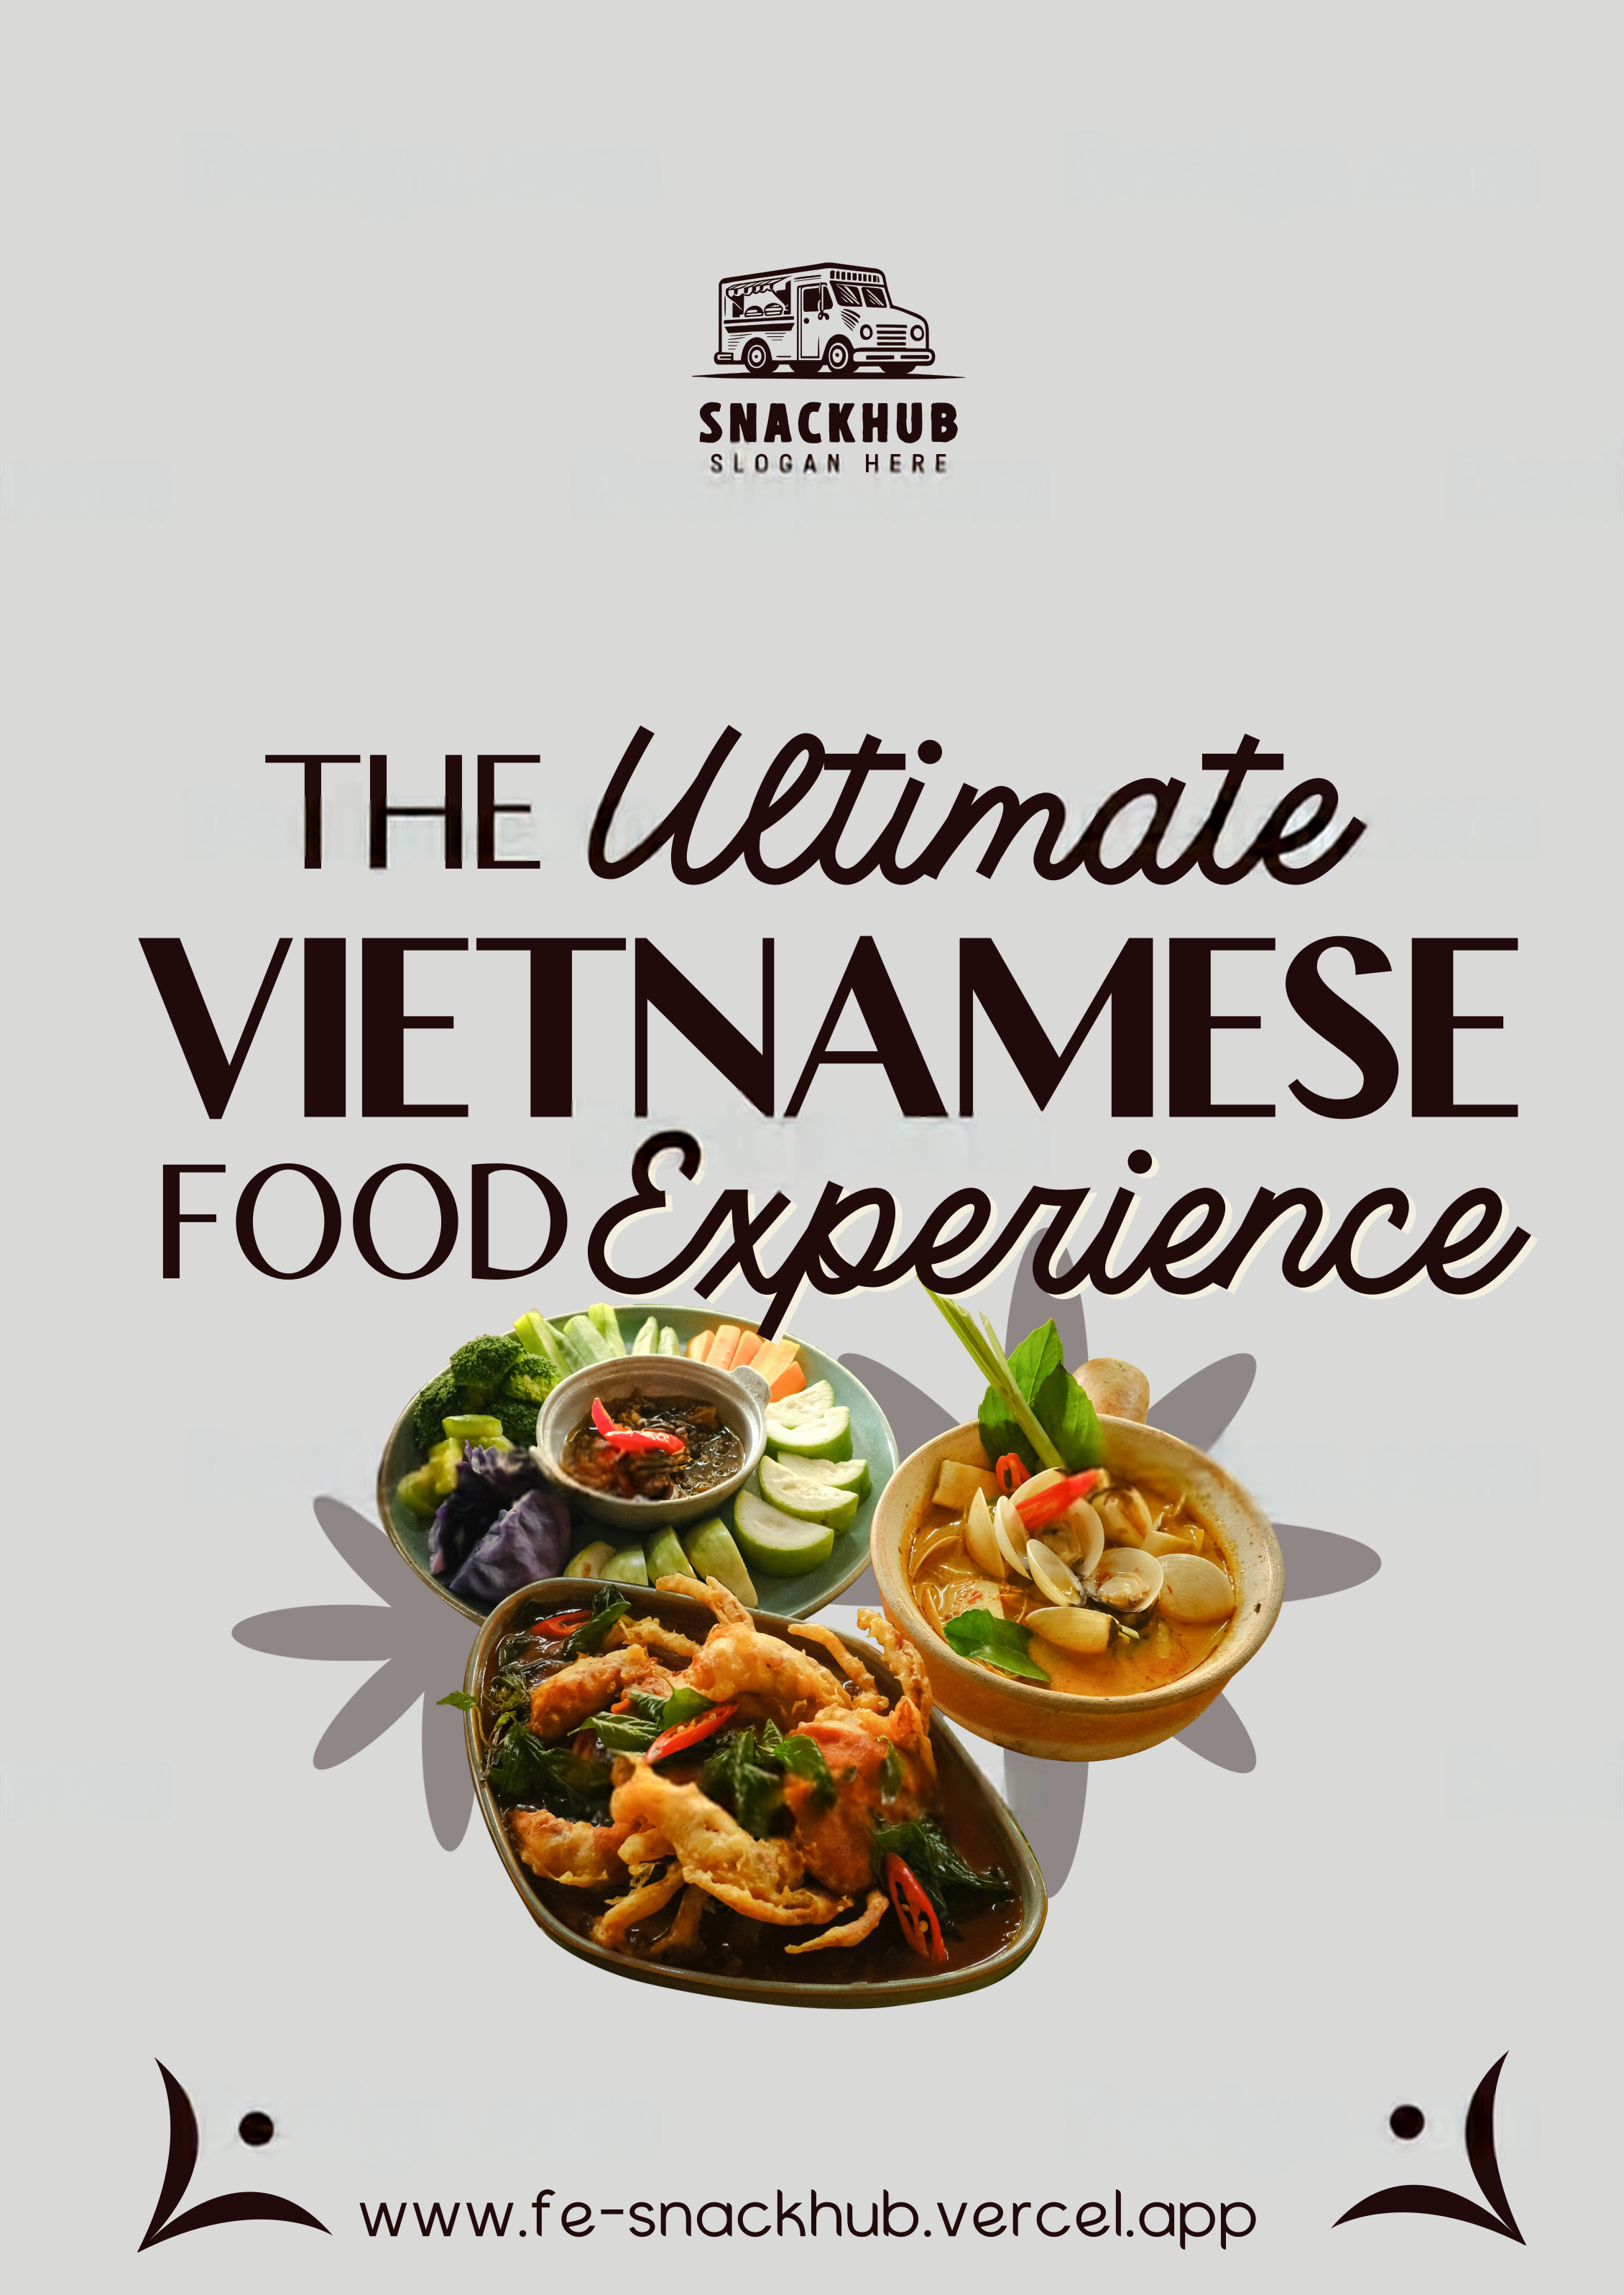 SNACKHUB
SLOGAN HERE
THE Ultimate
VIETNAMESE
FOOD Experience
www.fe-snackhub.vercel.app